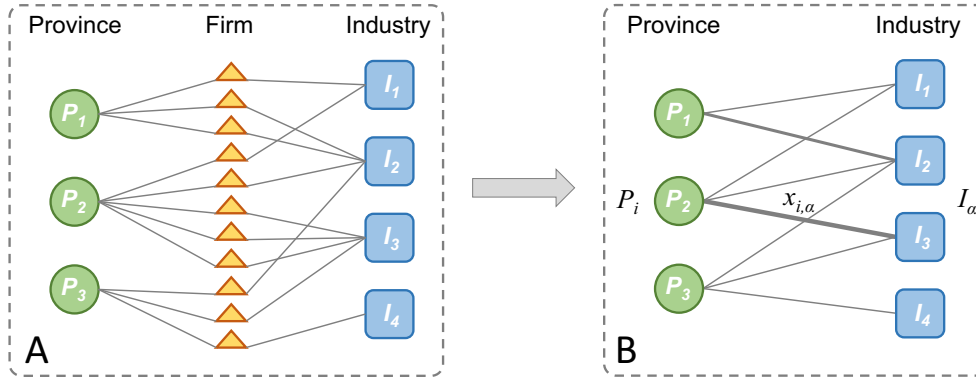 Province Firm Industry
P1
P2
P3
I1
I2
I3
I4
A
Province Industry
P1
P2
P3
Pi
xi,α
I1
I2
I3
I4
Iα
B